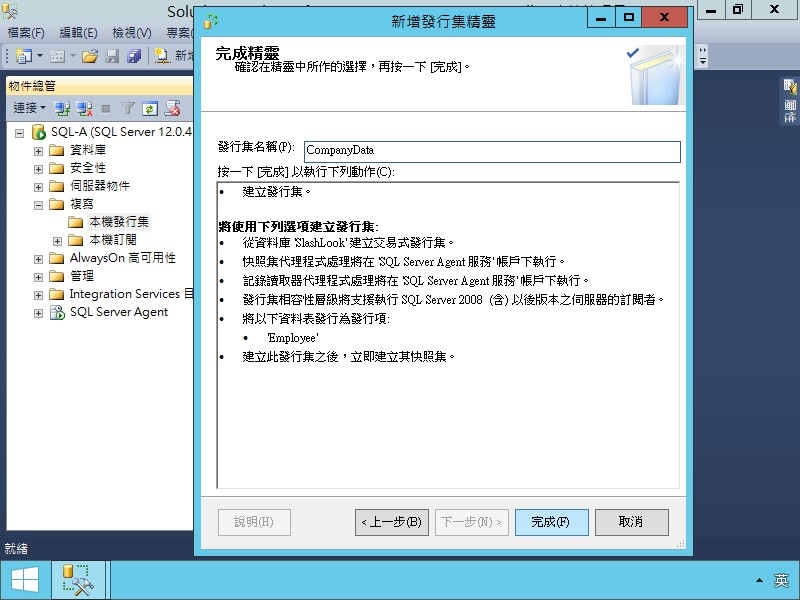 Solu
檔案(F) 編輯(E) 檢視(V) 專案(
新增
物件總管
連接
SQL-A (SQL Server 12.0.4
資料庫
安全性
伺服器物件
複寫
本機發行集
本機訂閱
AlwaysOn 高可用性
管理
Integration Services 目
SQL Server Agent
就緒
新增發行集精靈
完成精靈
確認在精靈中所作的選擇，再按一下 [完成]。
發行集名稱(P): CompanyData
按一下 [完成] 以執行下列動作(C):
• 建立發行集。
將使用下列選項建立發行集:
• 從資料庫 'SlashLook' 建立交易式發行集。
• 快照集代理程式處理將在 'SQL Server Agent 服務' 帳戶下執行。
• 記錄讀取器代理程式處理將在 'SQL Server Agent 服務' 帳戶下執行。
• 發行集相容性層級將支援執行 SQL Server 2008 (含) 以後版本之伺服器的訂閱者。
• 將以下資料表發行為發行項:
• 'Employee'
• 建立此發行集之後，立即建立其快照集。
說明(H) < 上一步(B) 下一步(N) > 完成(F) 取消
屬性
英